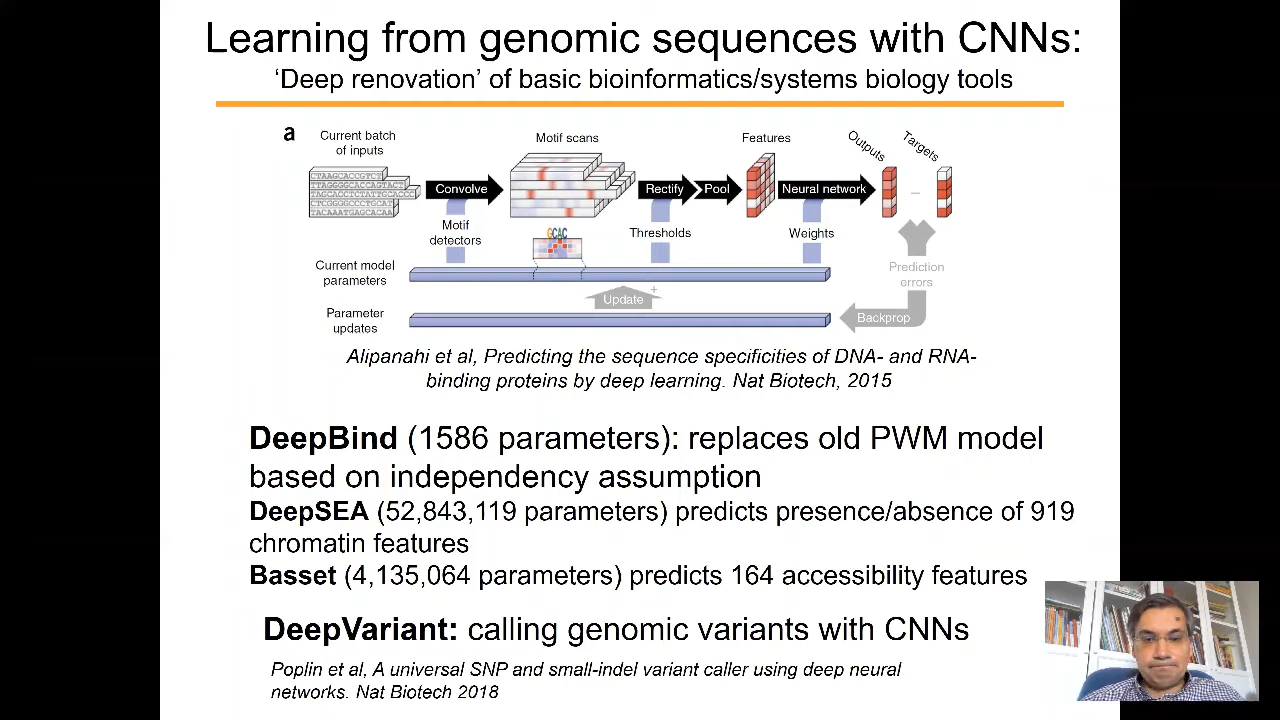 Learning from genomic sequences with CNNs:
‘Deep renovation’ of basic bioinformatics/systems biology tools
a
Current batch
of inputs
Motif scans
Features
Outputs
Targets
CTAAGCACCGTCT
TTAGGGGCACCAGTACT
TAGCACCTCTATTGCACCC
CTCGGGGCCCTGCAT
TACAAATGAGCACAA
Convolve
Rectify
Pool
Neural network
–
Motif
detectors
GCAC
Thresholds
Weights
Current model
parameters
Prediction
errors
Update
+
Parameter
updates
Backprop
Alipanahi et al, Predicting the sequence specificities of DNA- and RNA-
binding proteins by deep learning. Nat Biotech, 2015
DeepBind (1586 parameters): replaces old PWM model
based on independency assumption
DeepSEA (52,843,119 parameters) predicts presence/absence of 919
chromatin features
Basset (4,135,064 parameters) predicts 164 accessibility features
DeepVariant: calling genomic variants with CNNs
Poplin et al, A universal SNP and small-indel variant caller using deep neural
networks. Nat Biotech 2018